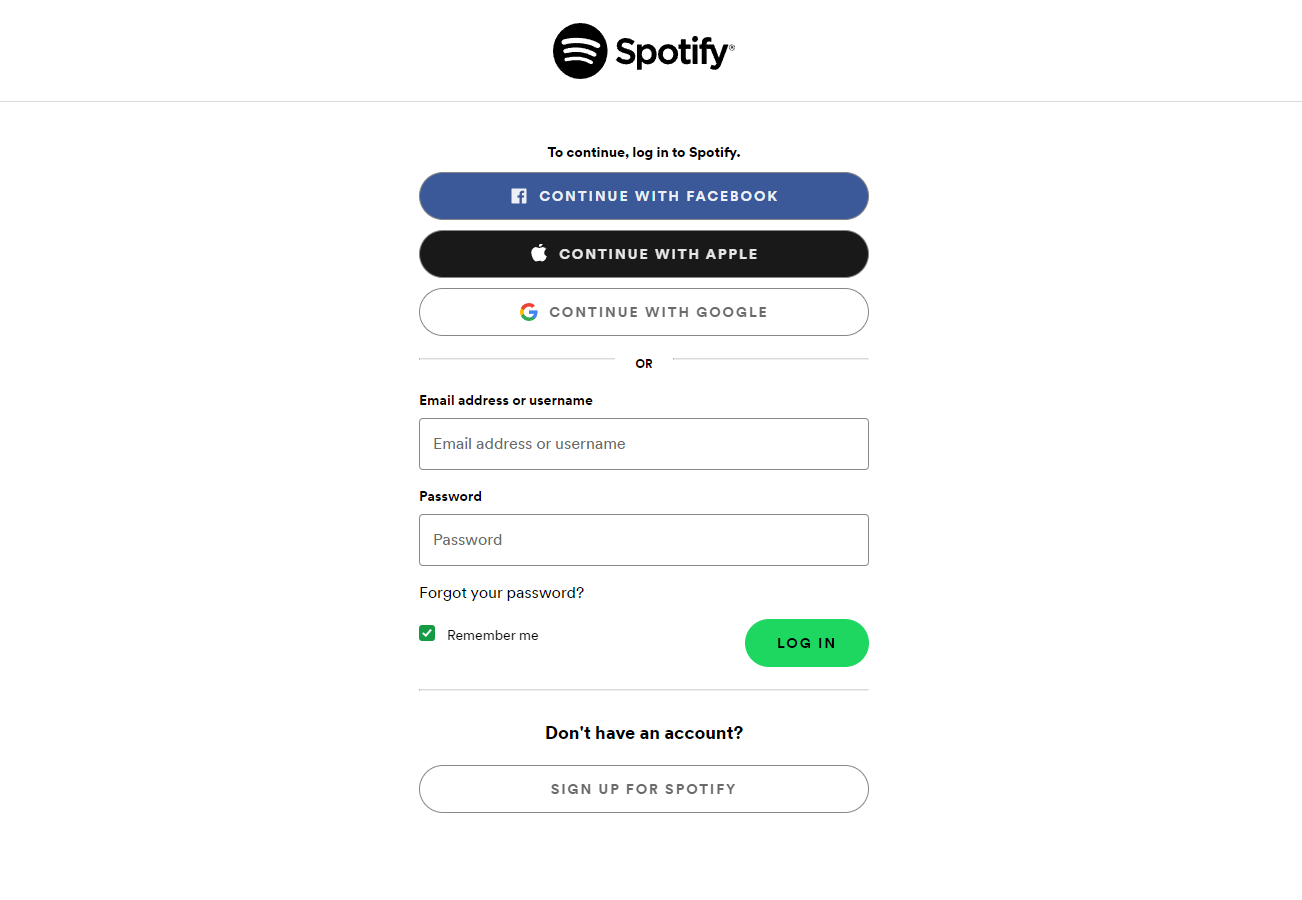 Spotify®
To continue, log in to Spotify.
CONTINUE WITH FACEBOOK
CONTINUE WITH APPLE
CONTINUE WITH GOOGLE
OR
Email address or username
Email address or username
Password
Password
Forgot your password?
Remember me
LOG IN
Don't have an account?
SIGN UP FOR SPOTIFY